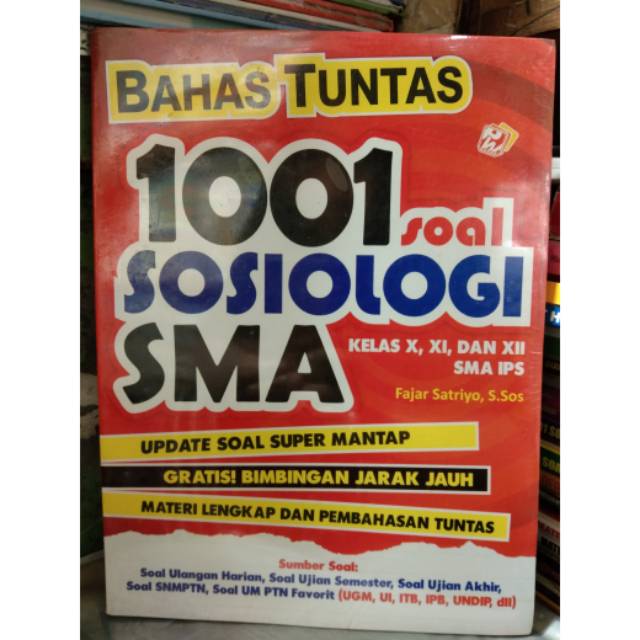 BAHAS TUNTAS
1001 soal
SOSIOLOGI
SMA
KELAS X, XI, DAN XII
SMA IPS
Fajar Satriyo, S.Sos
UPDATE SOAL SUPER MANTAP
GRATIS! BIMBINGAN JARAK JAUH
MATERI LENGKAP DAN PEMBAHASAN TUNTAS
Sumber Soal:
Soal Ulangan Harian, Soal Ujian Semester, Soal Ujian Akhir,
Soal SNMPTN, Soal UM PTN Favorit (UGM, UI, ITB, IPB, UNDIP, dll)